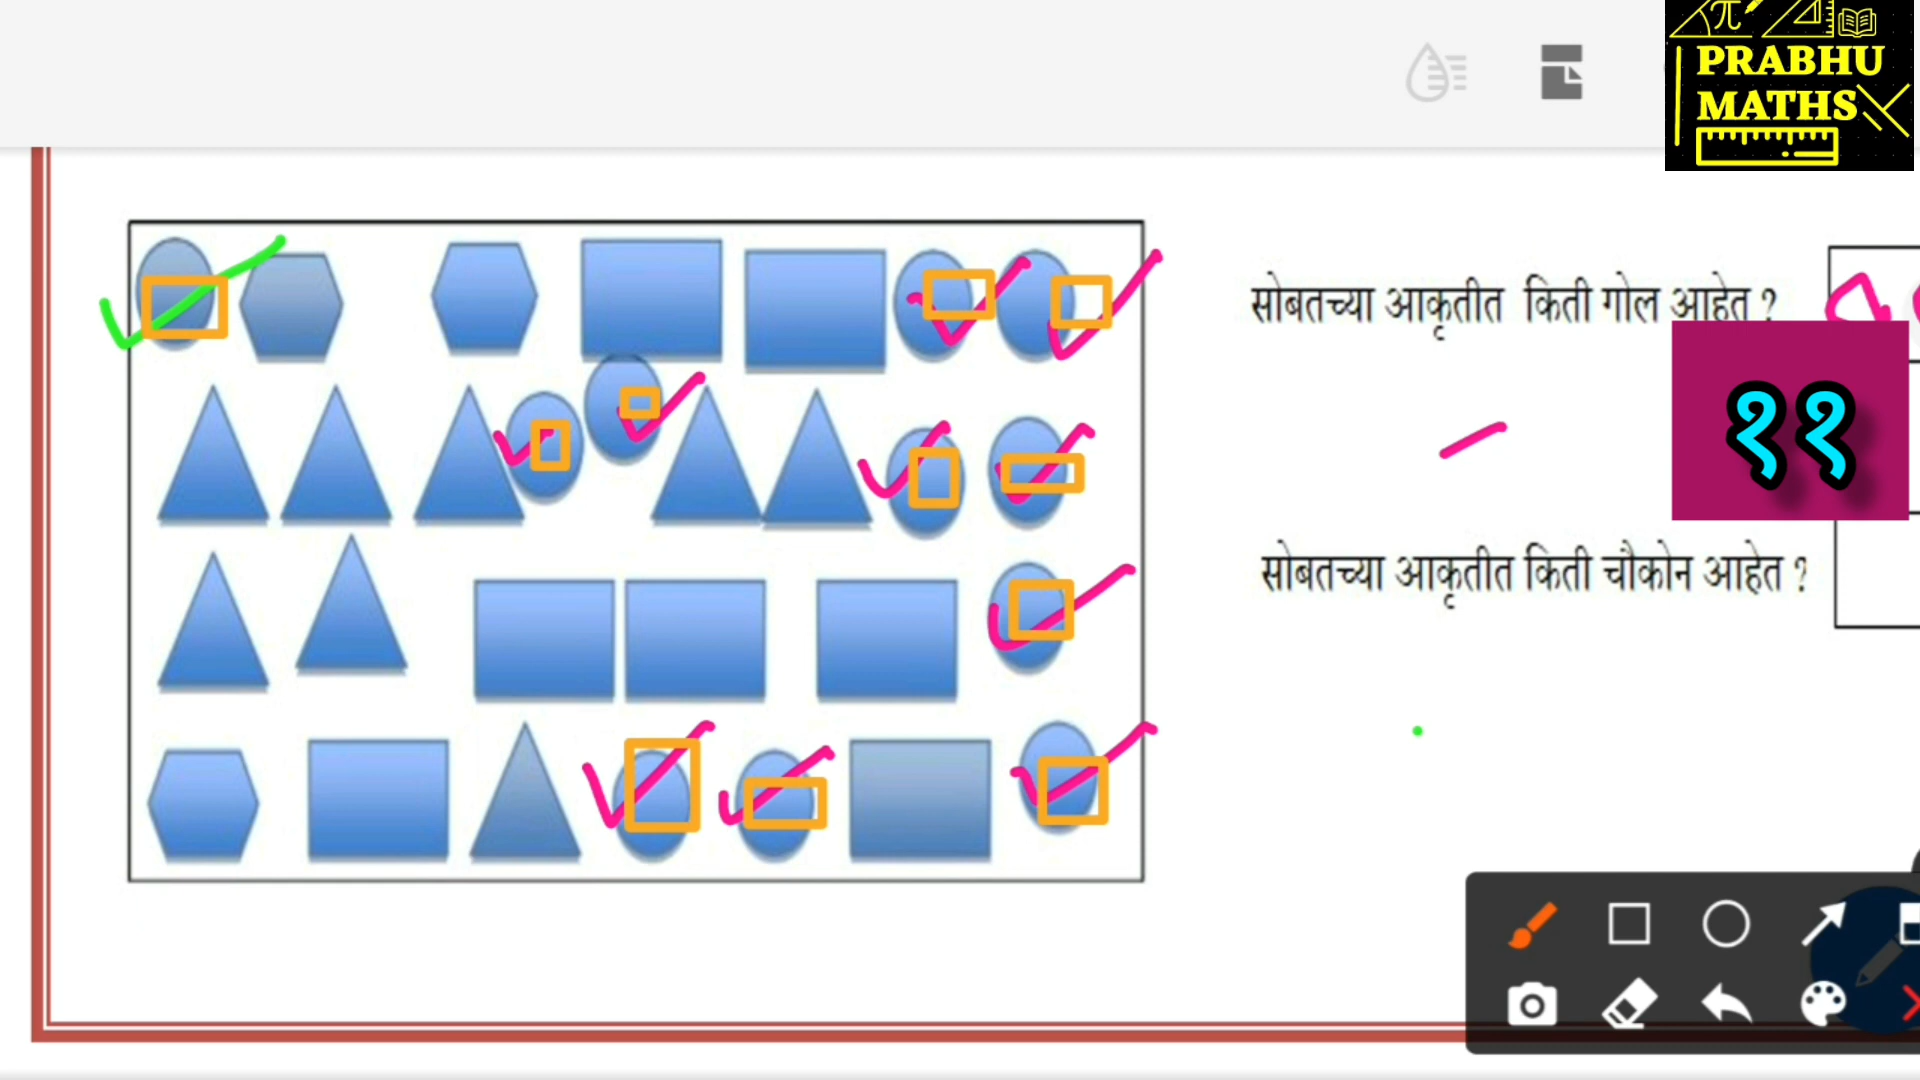 PRABHU
MATHS
सोबतच्या आकृतीत किती गोल आहेत ?
११
सोबतच्या आकृतीत किती चौकोन आहेत ?